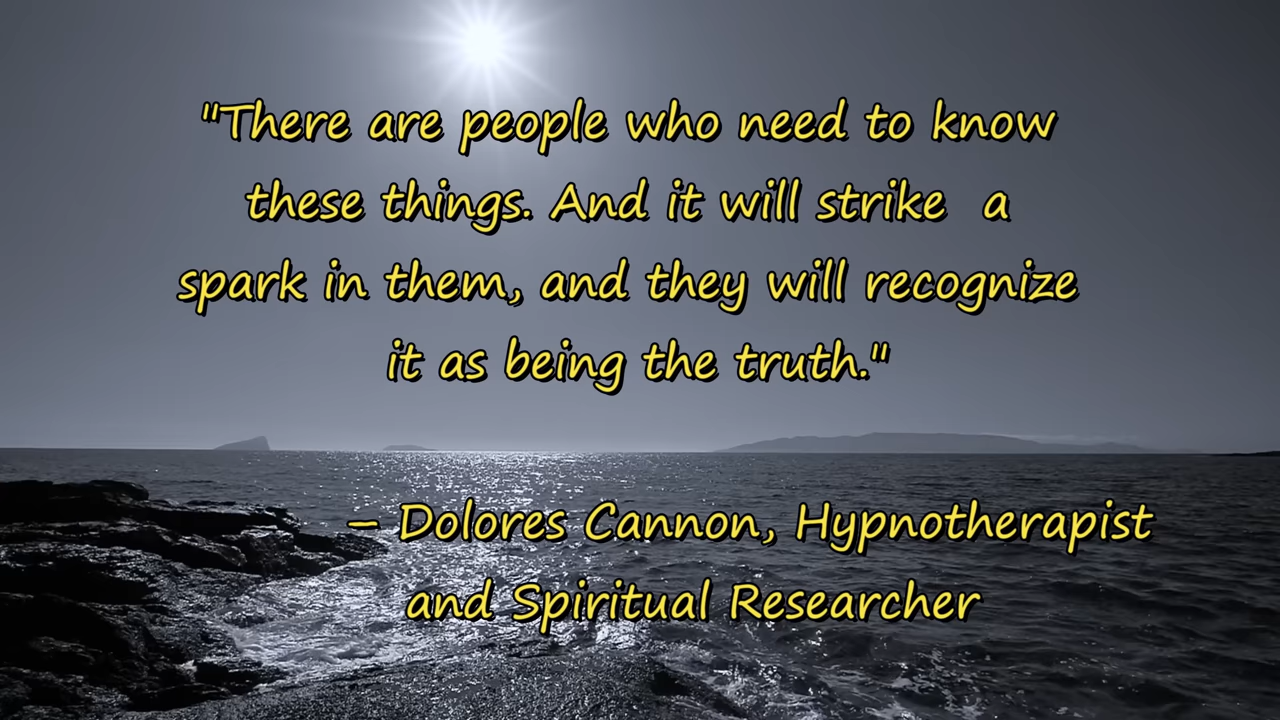 "There are people who need to know
these things. And it will strike  a
spark in them, and they will recognize
it as being the truth."
– Dolores Cannon, Hypnotherapist
and Spiritual Researcher